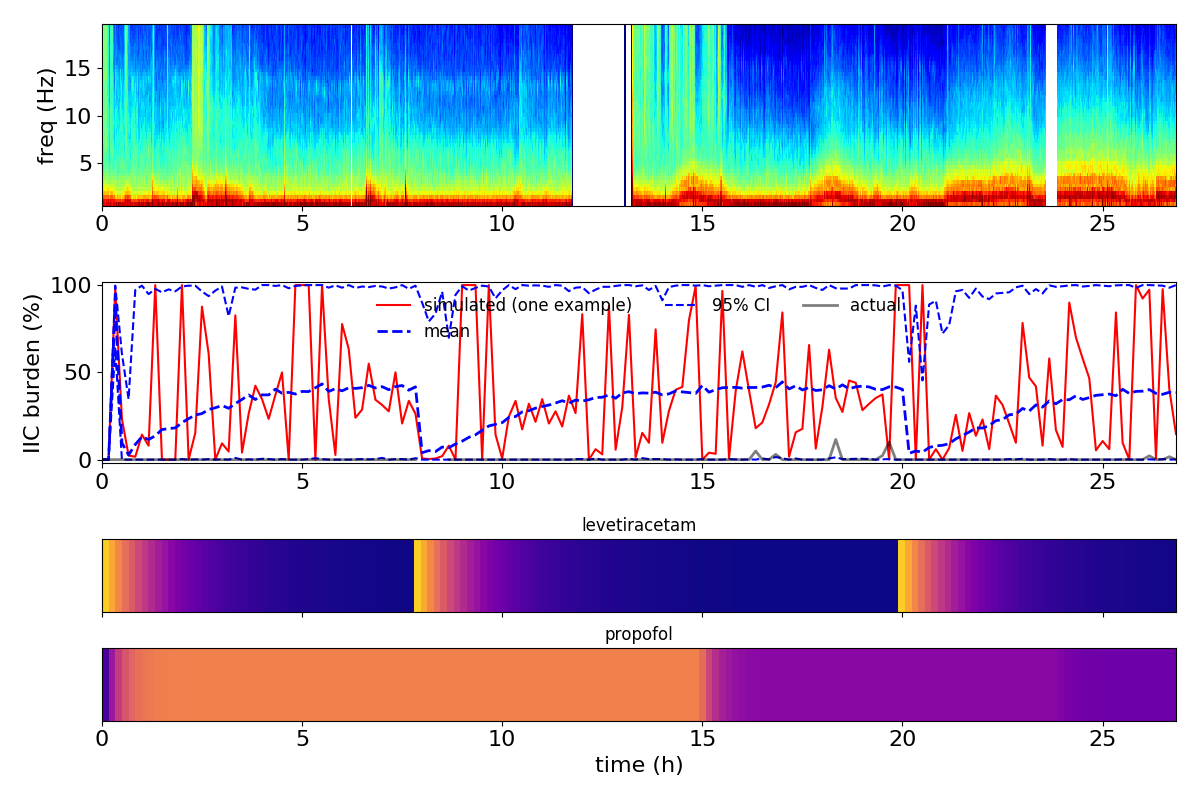 freq (Hz)
15
10
5
0 5 10 15 20 25
IIC burden (%)
100
50
0
simulated (one example)
mean
95% CI
actual
0 5 10 15 20 25
levetiracetam
propofol
0 5 10 15 20 25
time (h)